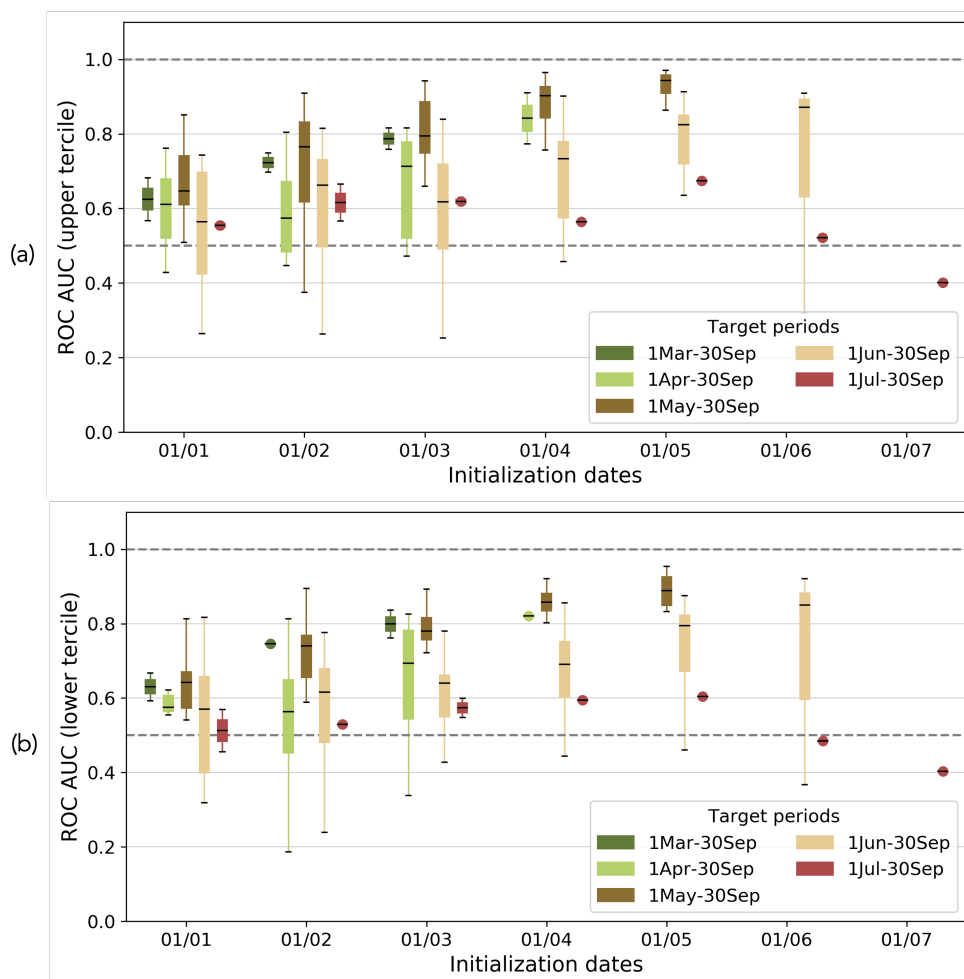 (a)
ROC AUC (upper tercile)
1.0
0.8
0.6
0.4
0.2
0.0
Target periods
1Mar-30Sep
1Apr-30Sep
1May-30Sep
1Jun-30Sep
1Jul-30Sep
01/01 01/02 01/03 01/04 01/05 01/06 01/07
Initialization dates
(b)
ROC AUC (lower tercile)
1.0
0.8
0.6
0.4
0.2
0.0
Target periods
1Mar-30Sep
1Apr-30Sep
1May-30Sep
1Jun-30Sep
1Jul-30Sep
01/01 01/02 01/03 01/04 01/05 01/06 01/07
Initialization dates